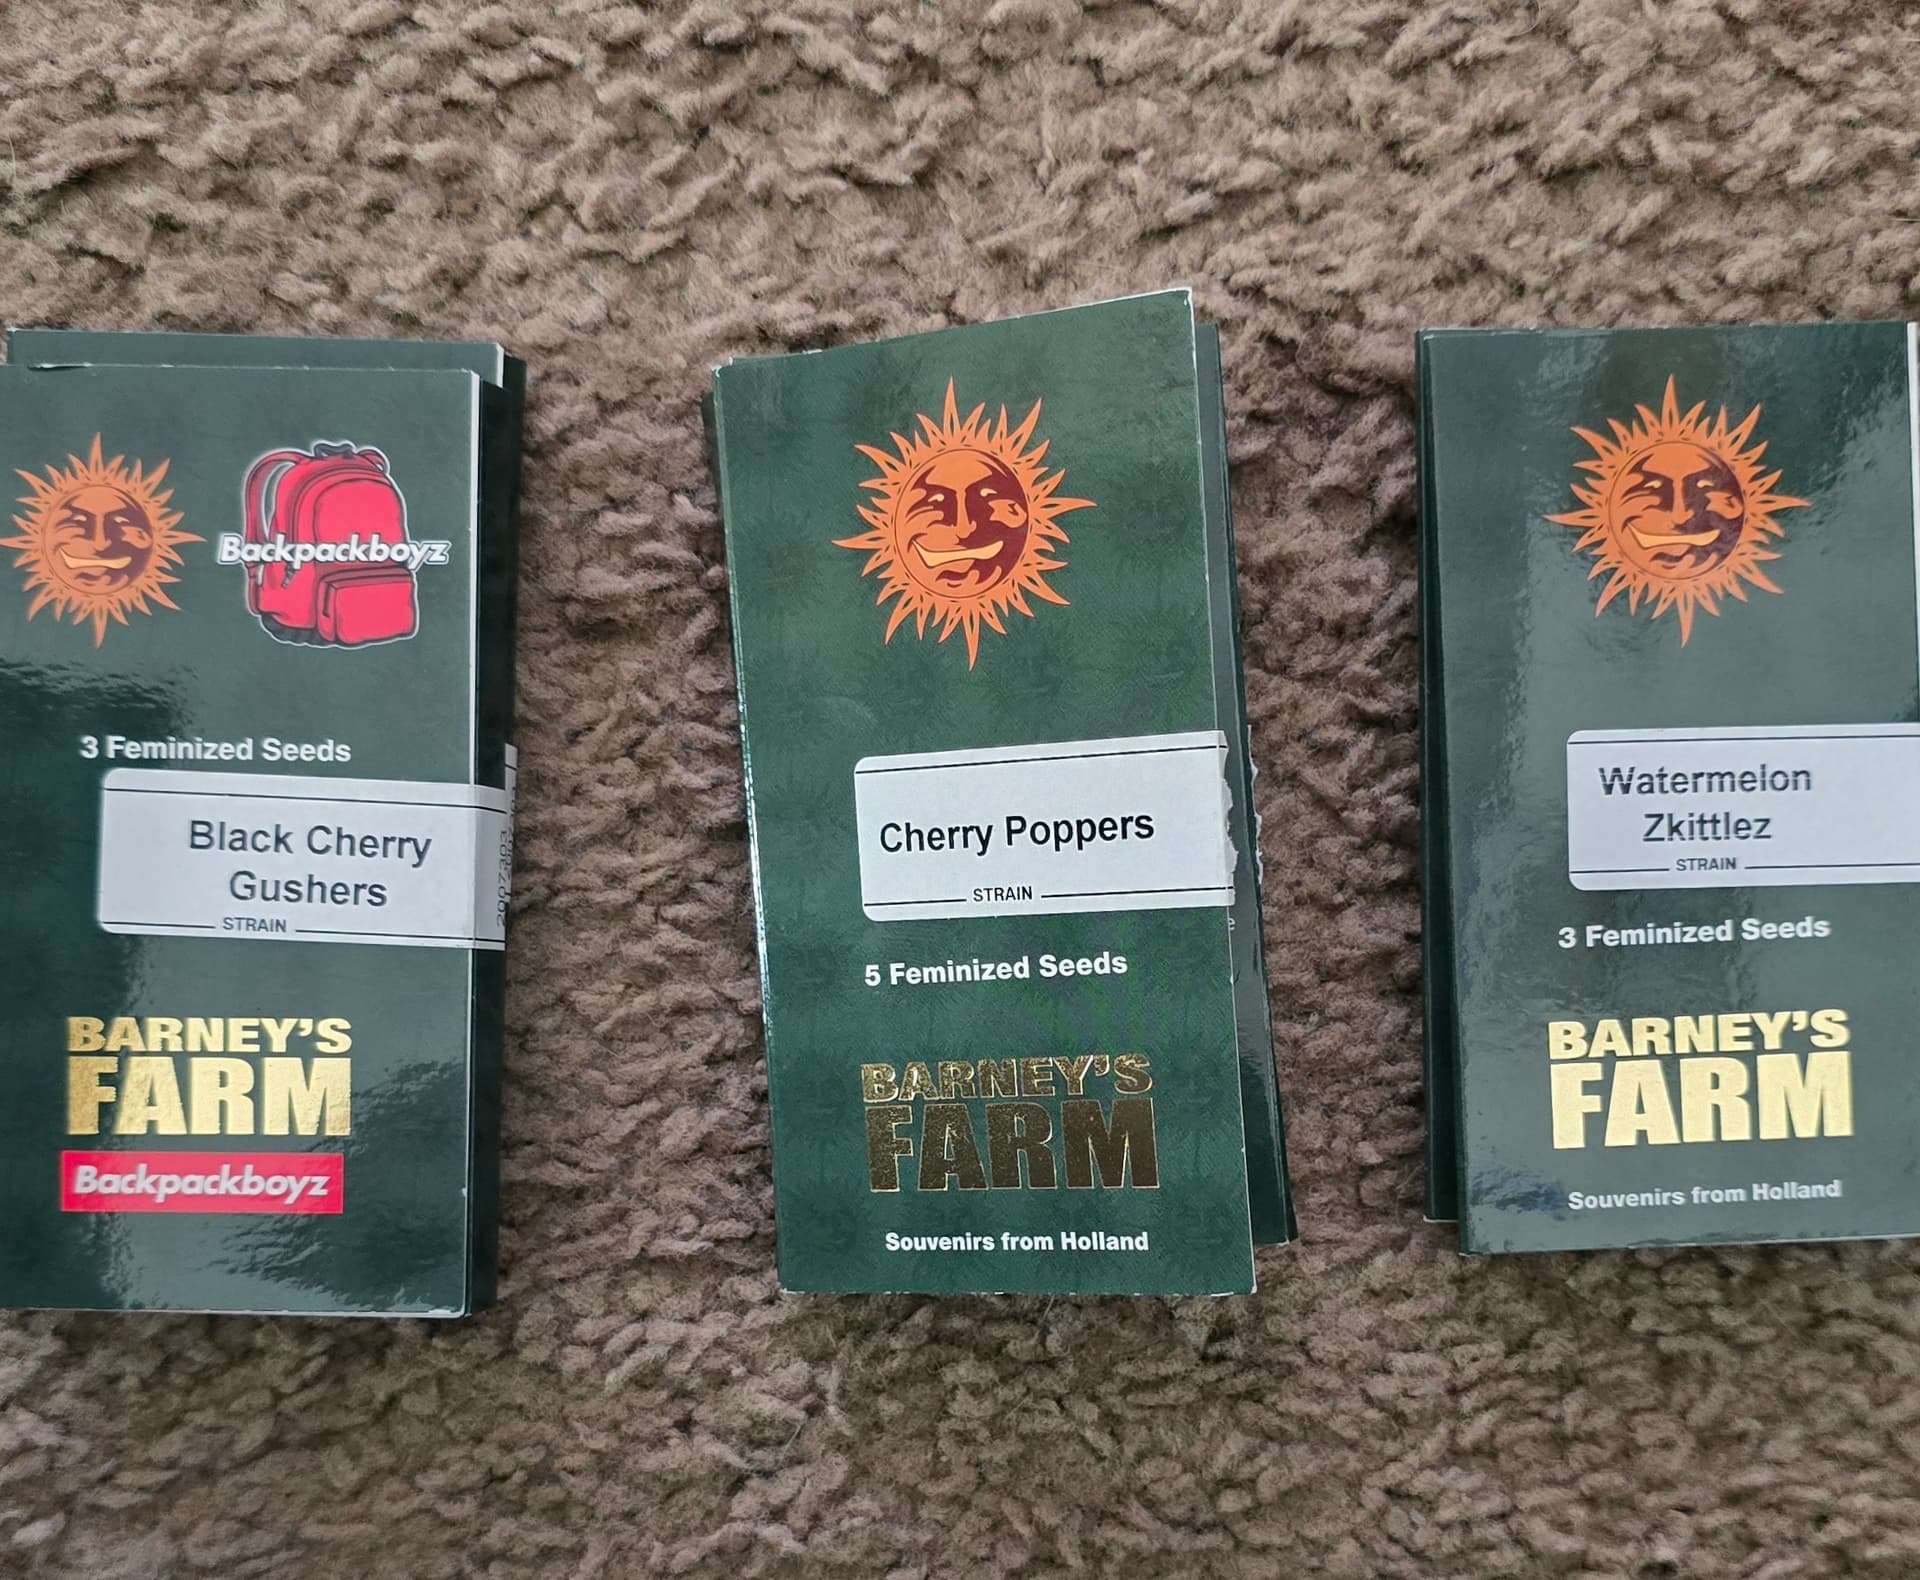 Backpackboyz
3 Feminized Seeds
Black Cherry
Gushers
STRAIN
BARNEY'S
FARM
Backpackboyz
Cherry Poppers
STRAIN
5 Feminized Seeds
BARNEY'S
FARM
Souvenirs from Holland
Watermelon
Zkittlez
STRAIN
3 Feminized Seeds
BARNEY'S
FARM
Souvenirs from Holland